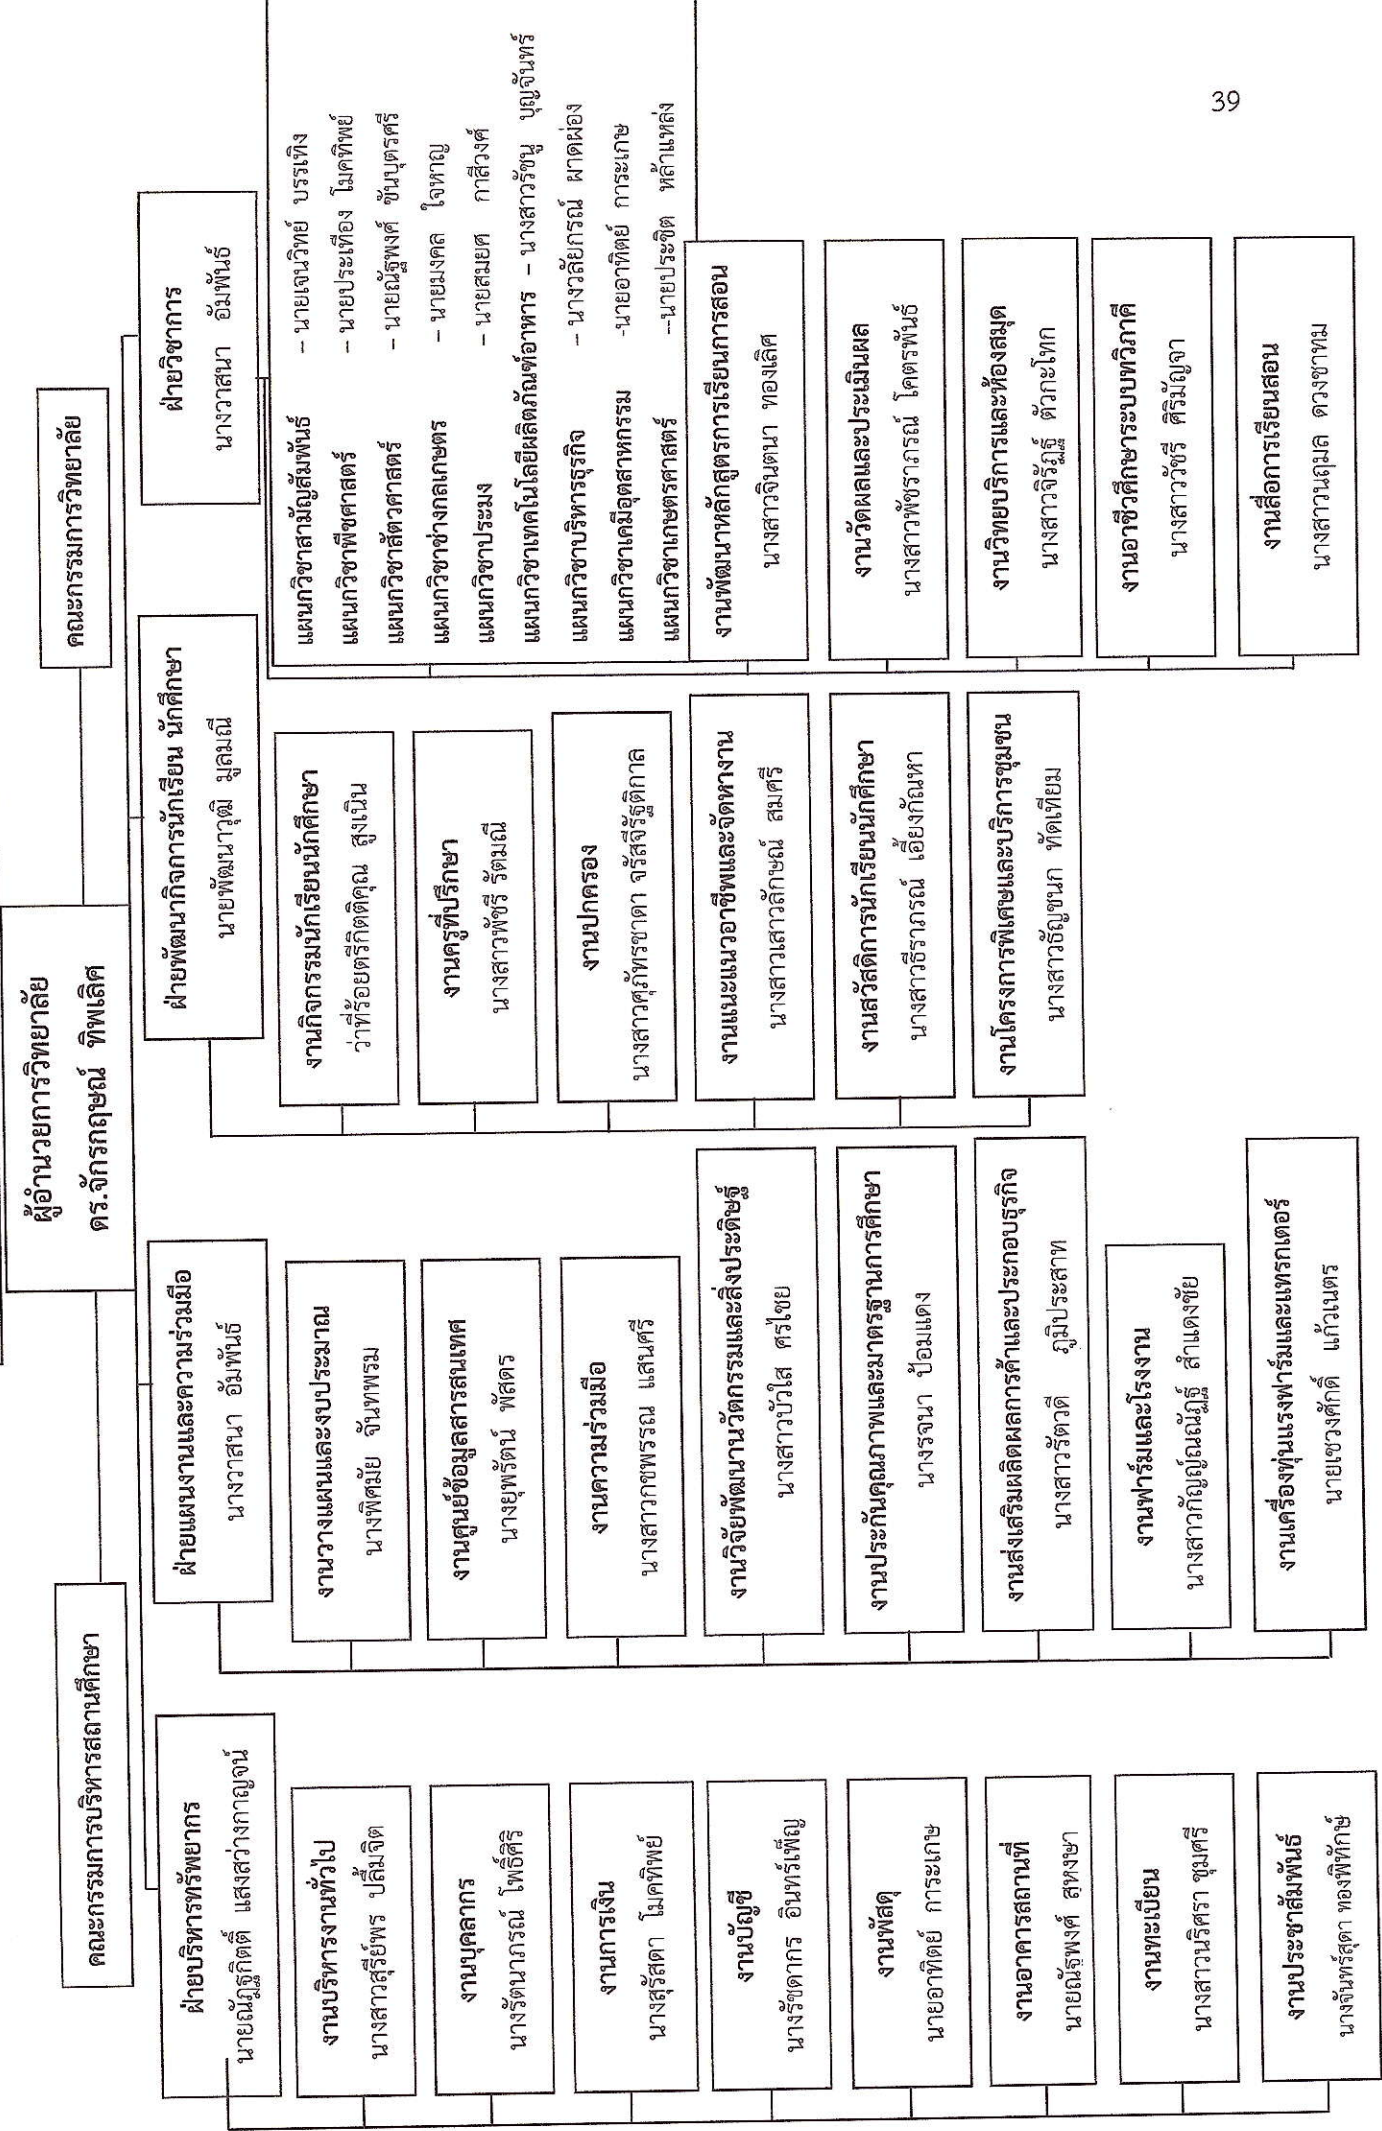 39
ผู้อำนวยการวิทยาลัย
ดร.จักรกฤษณ์ ทิพเลิศ
คณะกรรมการบริหารสถานศึกษา
คณะกรรมการวิทยาลัย
ฝ่ายบริหารทรัพยากร
นายณัฏฐกิตติ์ แสงสว่างกาญจน์
งานบริหารงานทั่วไป
นางสาวสุรีย์พร ปลื้มจิต
งานบุคลากร
นางรัตนาภรณ์ โพธิ์ศิริ
งานการเงิน
นางสุรัสดา โมคทิพย์
งานบัญชี
นางรัชดากร อินทร์เพ็ญ
งานพัสดุ
นายอาทิตย์ การะเกษ
งานอาคารสถานที่
นายณัฐพงศ์ สุหงษา
งานทะเบียน
นางสาวนริศรา ชุมศรี
งานประชาสัมพันธ์
นางจันทร์สุดา ทองพิทักษ์
ฝ่ายแผนงานและความร่วมมือ
นางวาสนา อัมพันธ์
งานวางแผนและงบประมาณ
นางพิศมัย จันทพรม
งานศูนย์ข้อมูลสารสนเทศ
นางยุพรัตน์ พัสดร
งานความร่วมมือ
นางสาวกชพรรณ แสนศรี
งานวิจัยพัฒนานวัตกรรมและสิ่งประดิษฐ์
นางสาวบัวใส ศรไชย
งานประกันคุณภาพและมาตรฐานการศึกษา
นางรจนา ป้อมแดง
งานส่งเสริมผลิตผลการค้าและประกอบธุรกิจ
นางสาวรัตวดี ภูมิประสาท
งานฟาร์มและโรงงาน
นางสาวกัญญ์ณณัฏฐ์ สำแดงชัย
งานเครื่องทุ่นแรงฟาร์มและแทรกเตอร์
นายเชวงศักดิ์ แก้วเนตร
ฝ่ายพัฒนากิจการนักเรียน นักศึกษา
นายพัฒนาวุฒิ มูลมณี
งานกิจกรรมนักเรียนนักศึกษา
ว่าที่ร้อยตรีกิตติคุณ สูงเนิน
งานครูที่ปรึกษา
นางสาวพัชรี รัตมณี
งานปกครอง
นางสาวศุภัทรชาดา จรัสจีรัฐติกาล
งานแนะแนวอาชีพและจัดหางาน
นางสาวเสาวลักษณ์ สมศรี
งานสวัสดิการนักเรียนนักศึกษา
นางสาวธีราภรณ์ เอี้ยงกัณหา
งานโครงการพิเศษและบริการชุมชน
นางสาวธัญชนก ทัดเทียม
ฝ่ายวิชาการ
นางวาสนา อัมพันธ์
แผนกวิชาสามัญสัมพันธ์ – นายเจนวิทย์ บรรเทิง
แผนกวิชาพืชศาสตร์ – นายประเทือง โมคทิพย์
แผนกวิชาสัตวศาสตร์ – นายณัฐพงศ์ ขันบุตรศรี
แผนกวิชาช่างกลเกษตร – นายมงคล ใจหาญ
แผนกวิชาประมง – นายสมยศ กาสีวงศ์
แผนกวิชาเทคโนโลยีผลิตภัณฑ์อาหาร – นางสาวรัชนู บุญจันทร์
แผนกวิชาบริหารธุรกิจ – นางวลัยภรณ์ ผาดผ่อง
แผนกวิชาเคมีอุตสาหกรรม -นายอาทิตย์ การะเกษ
แผนกวิชาเกษตรศาสตร์ --นายประชิต หล้าแหล่ง
งานพัฒนาหลักสูตรการเรียนการสอน
นางสาวจินตนา ทองเลิศ
งานวัดผลและประเมินผล
นางสาวพัชราภรณ์ โคตรพันธ์
งานวิทยบริการและห้องสมุด
นางสาวจิรัฏฐ์ ตัวกะโทก
งานอาชีวศึกษาระบบทวิภาคี
นางสาววัชรี ศิริมัญจา
งานสื่อการเรียนสอน
นางสาวนฤมล ดวงชาทม